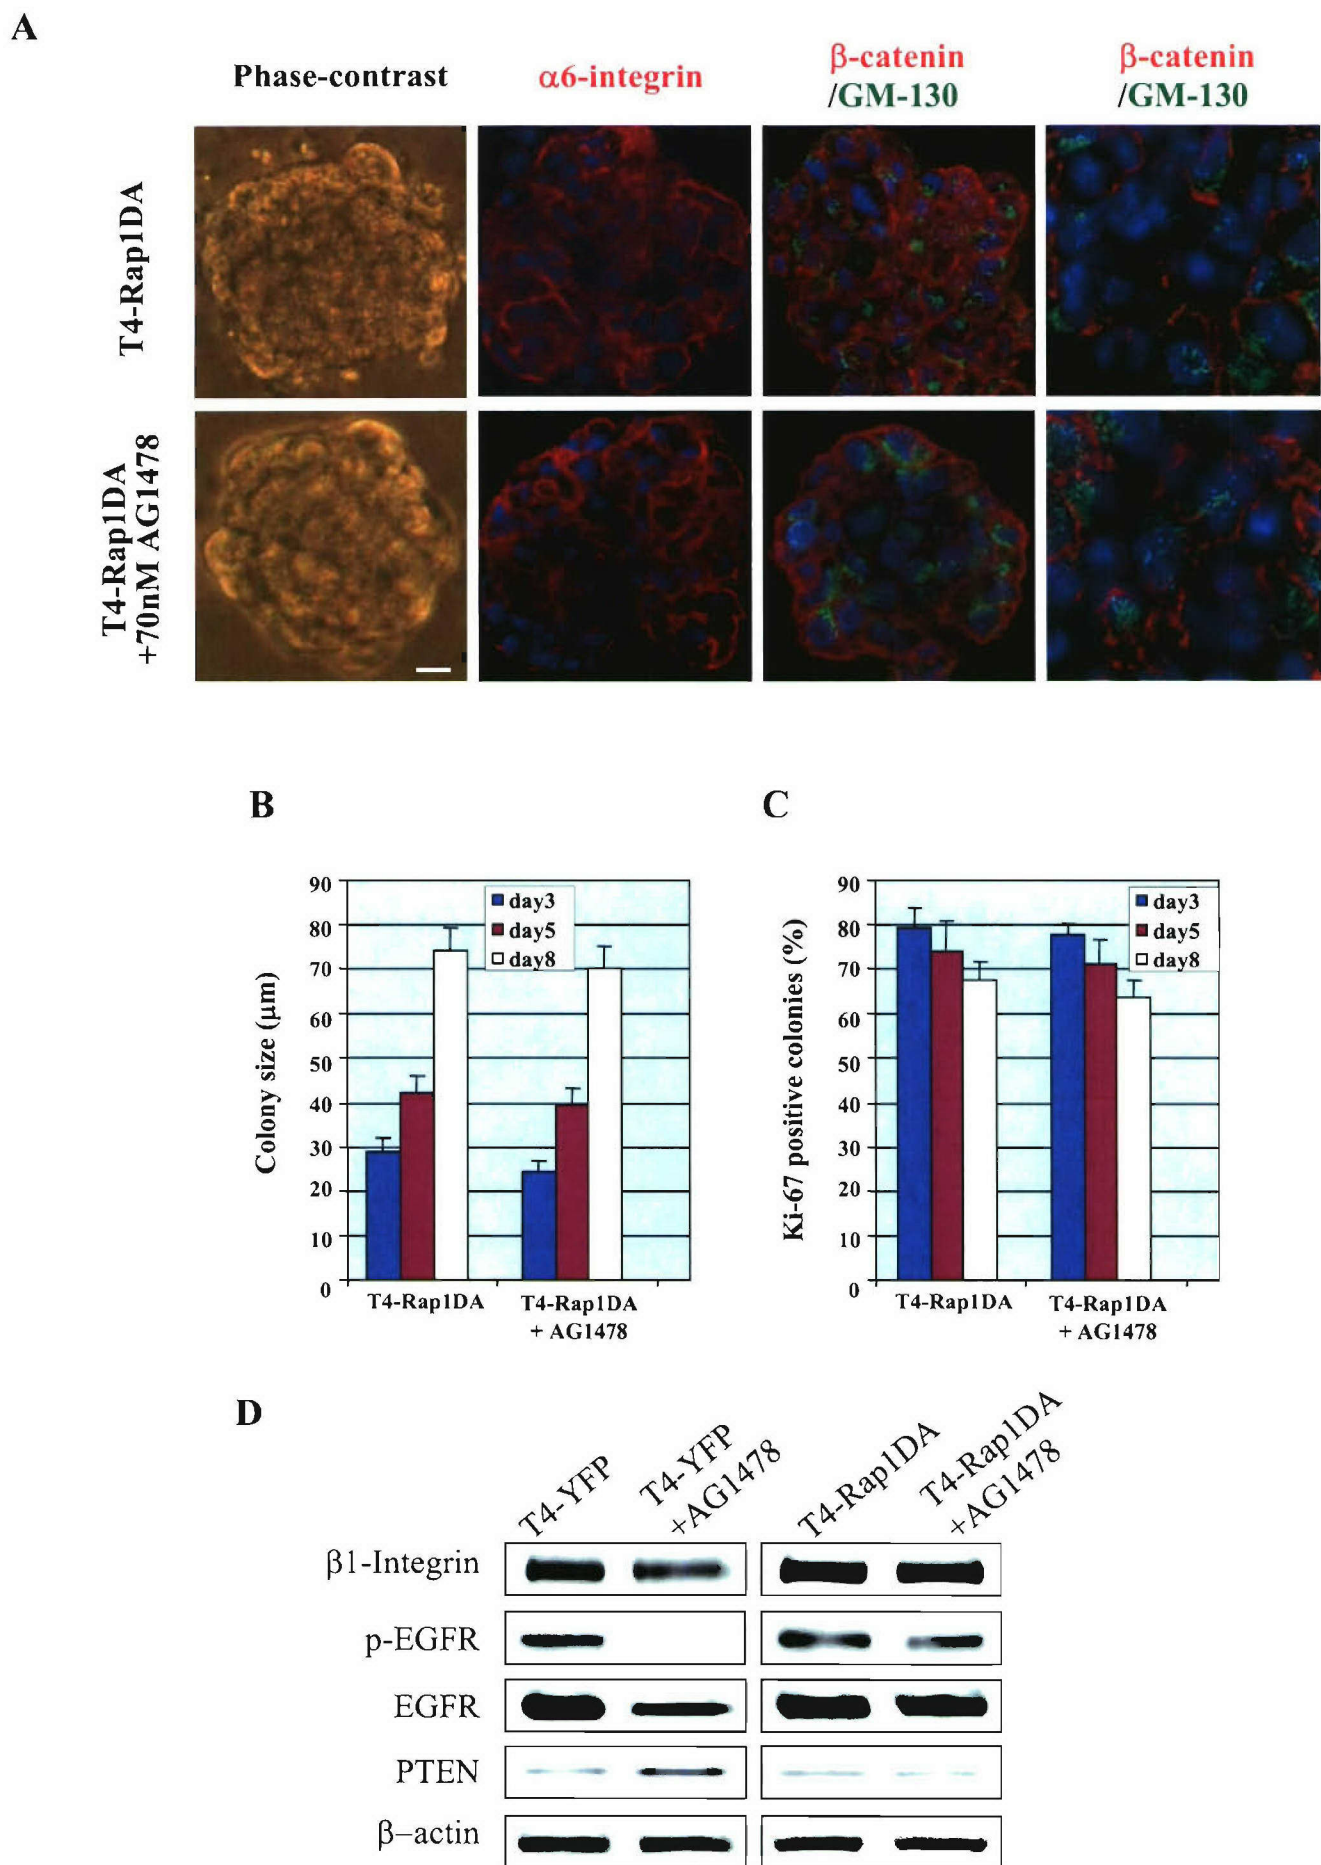 A
Phase-contrast
α6-integrin
β-catenin
/GM-130
β-catenin
/GM-130
T4-Rap1DA
T4-Rap1DA
+70nM AG1478
B
Colony size (μm)
90
80
70
60
50
40
30
20
10
0
day3
day5
day8
T4-Rap1DA
T4-Rap1DA
+ AG1478
C
Ki-67 positive colonies (%)
90
80
70
60
50
40
30
20
10
0
day3
day5
day8
T4-Rap1DA
T4-Rap1DA
+ AG1478
D
T4-YFP
T4-YFP
+AG1478
T4-Rap1DA
T4-Rap1DA
+AG1478
β1-Integrin
p-EGFR
EGFR
PTEN
β–actin